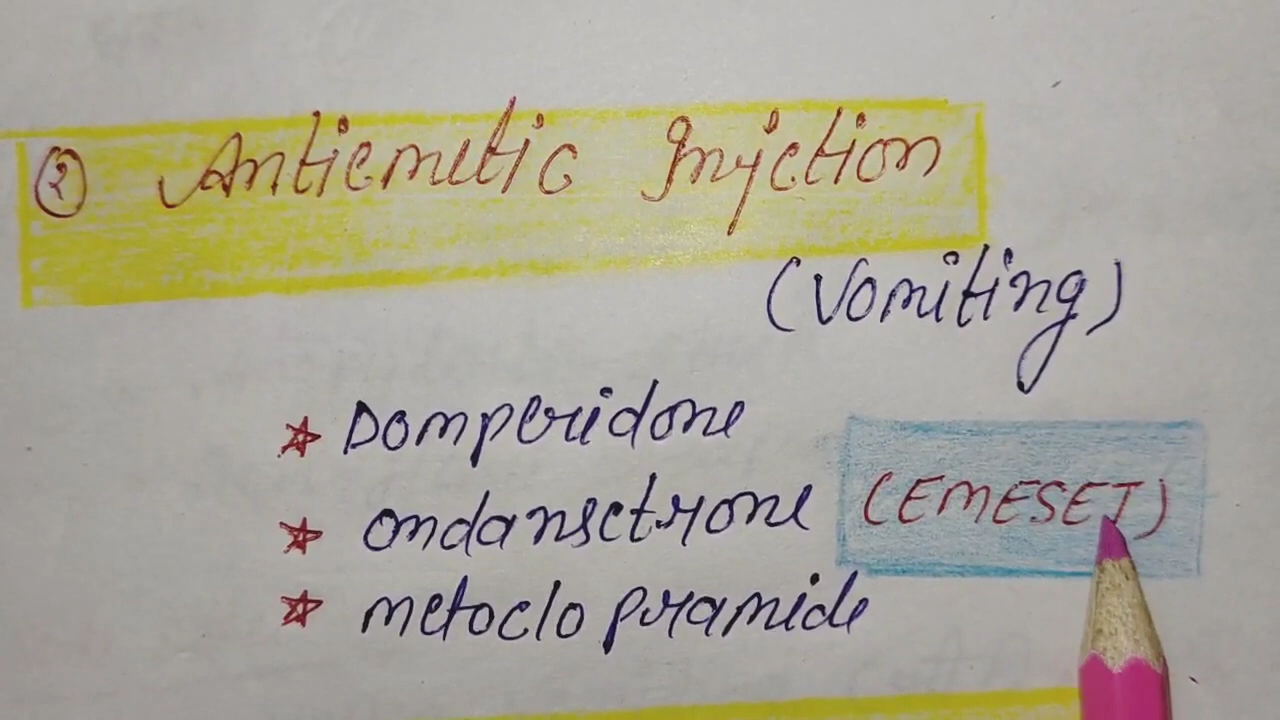 ② Antiemetic Injection
(Vomiting)
☆ Domperidone
☆ ondansetrone (EMESET)
☆ metoclopramide